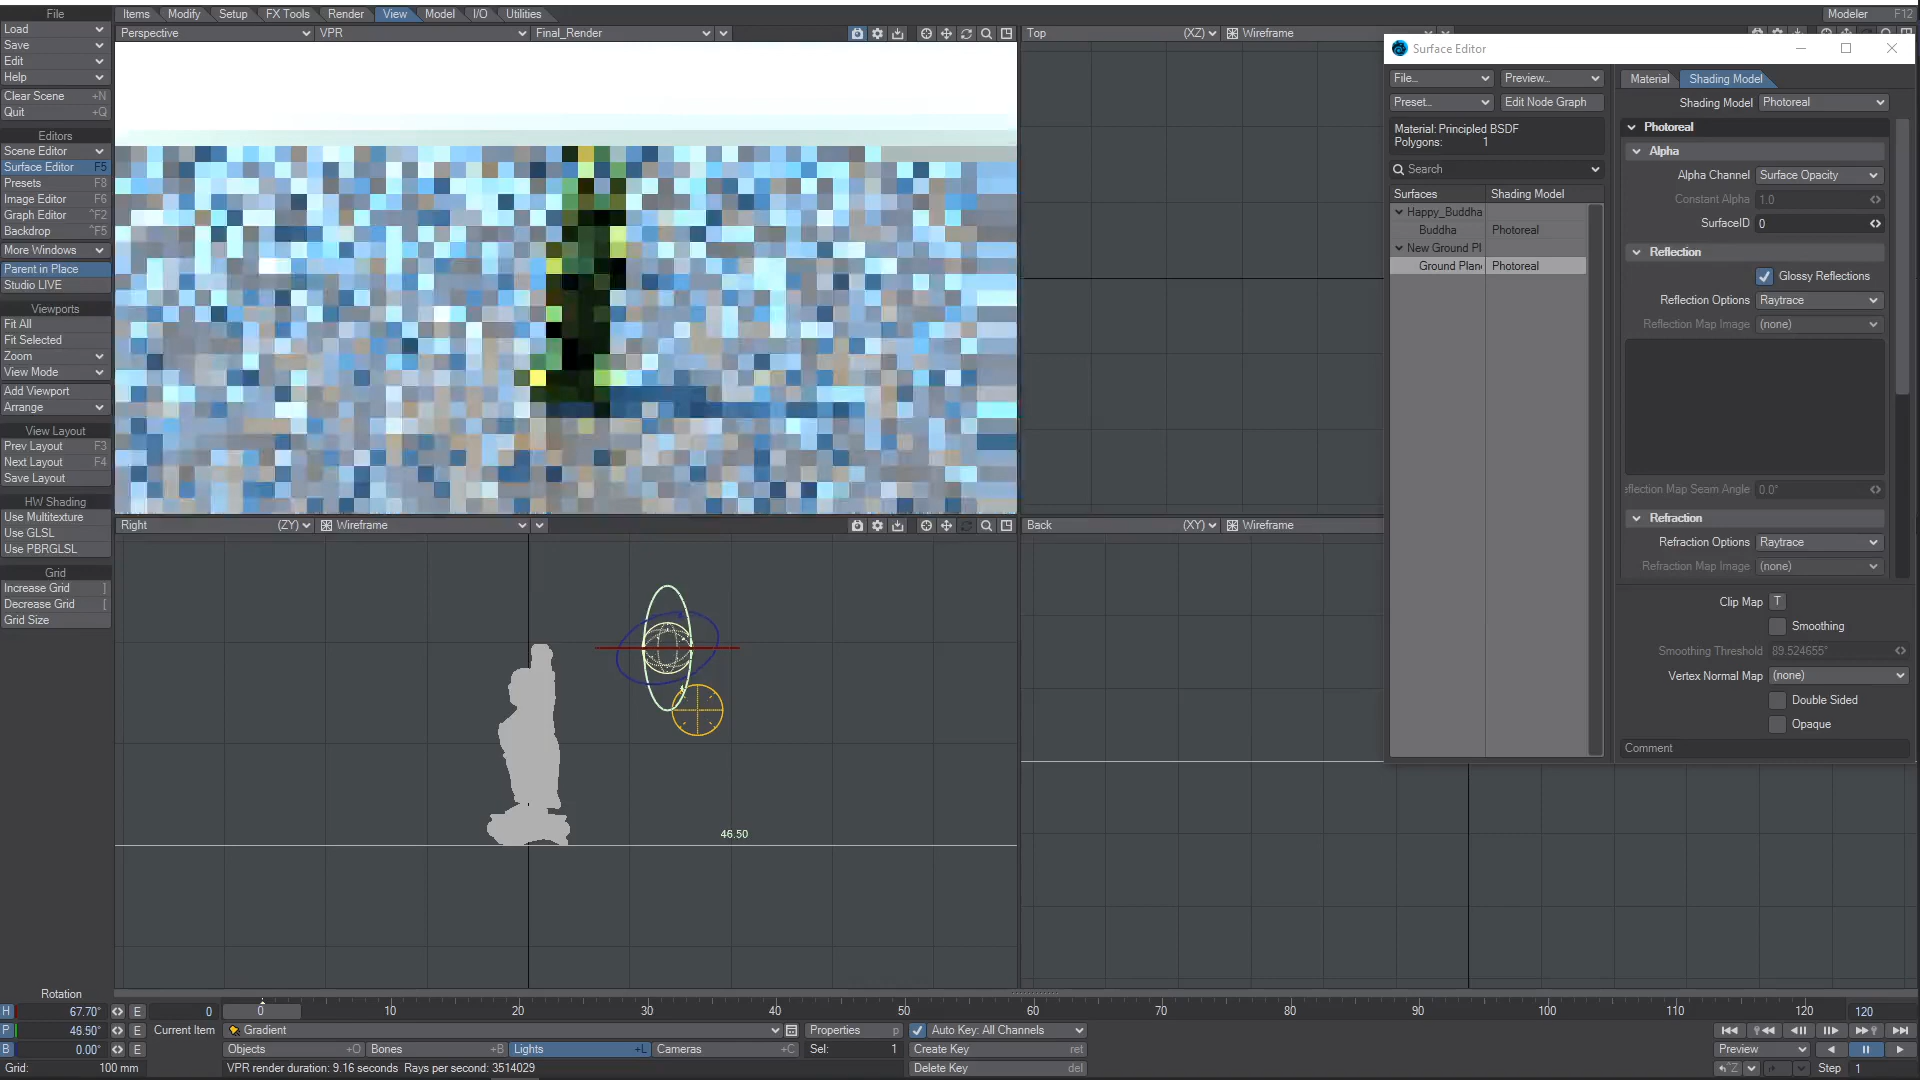 File
Load
Save
Edit
Help
Clear Scene +N
Quit +Q
Editors
Scene Editor
Surface Editor F5
Presets F8
Image Editor F6
Graph Editor ^F2
Backdrop ^F5
More Windows
Parent in Place
Studio LIVE
Viewports
Fit All
Fit Selected
Zoom
View Mode
Add Viewport
Arrange
View Layout
Prev Layout F3
Next Layout F4
Save Layout
HW Shading
Use Multitexture
Use GLSL
Use PBRGLSL
Grid
Increase Grid ]
Decrease Grid [
Grid Size
Items Modify Setup FX Tools Render View Model I/O Utilities
Modeler F12
Perspective VPR Final_Render
Top (XZ) Wireframe
Right (ZY) Wireframe
Back (XY) Wireframe
46.50
Surface Editor
File... Preview...
Preset... Edit Node Graph
Material: Principled BSDF
Polygons: 1
Search
Surfaces Shading Model
Happy_Buddha
Buddha Photoreal
New Ground Pl
Ground Plan Photoreal
Material Shading Model
Shading Model Photoreal
Photoreal
Alpha
Alpha Channel Surface Opacity
Constant Alpha 1.0
SurfaceID 0
Reflection
Glossy Reflections
Reflection Options Raytrace
Reflection Map Image (none)
eflection Map Seam Angle 0.0°
Refraction
Refraction Options Raytrace
Refraction Map Image (none)
Clip Map T
Smoothing
Smoothing Threshold 89.524655°
Vertex Normal Map (none)
Double Sided
Opaque
Comment
Rotation
H 67.70° E 0
P 46.50° E
B 0.00° E
Grid: 100 mm
0 10 20 30 40 50 60 70 80 90 100 110 120 120
Current Item Gradient Properties p Auto Key: All Channels
Objects +O Bones +B Lights +L Cameras +C Sel: 1 Create Key ret
VPR render duration: 9.16 seconds Rays per second: 3514029
Delete Key del
Preview
^Z Step 1